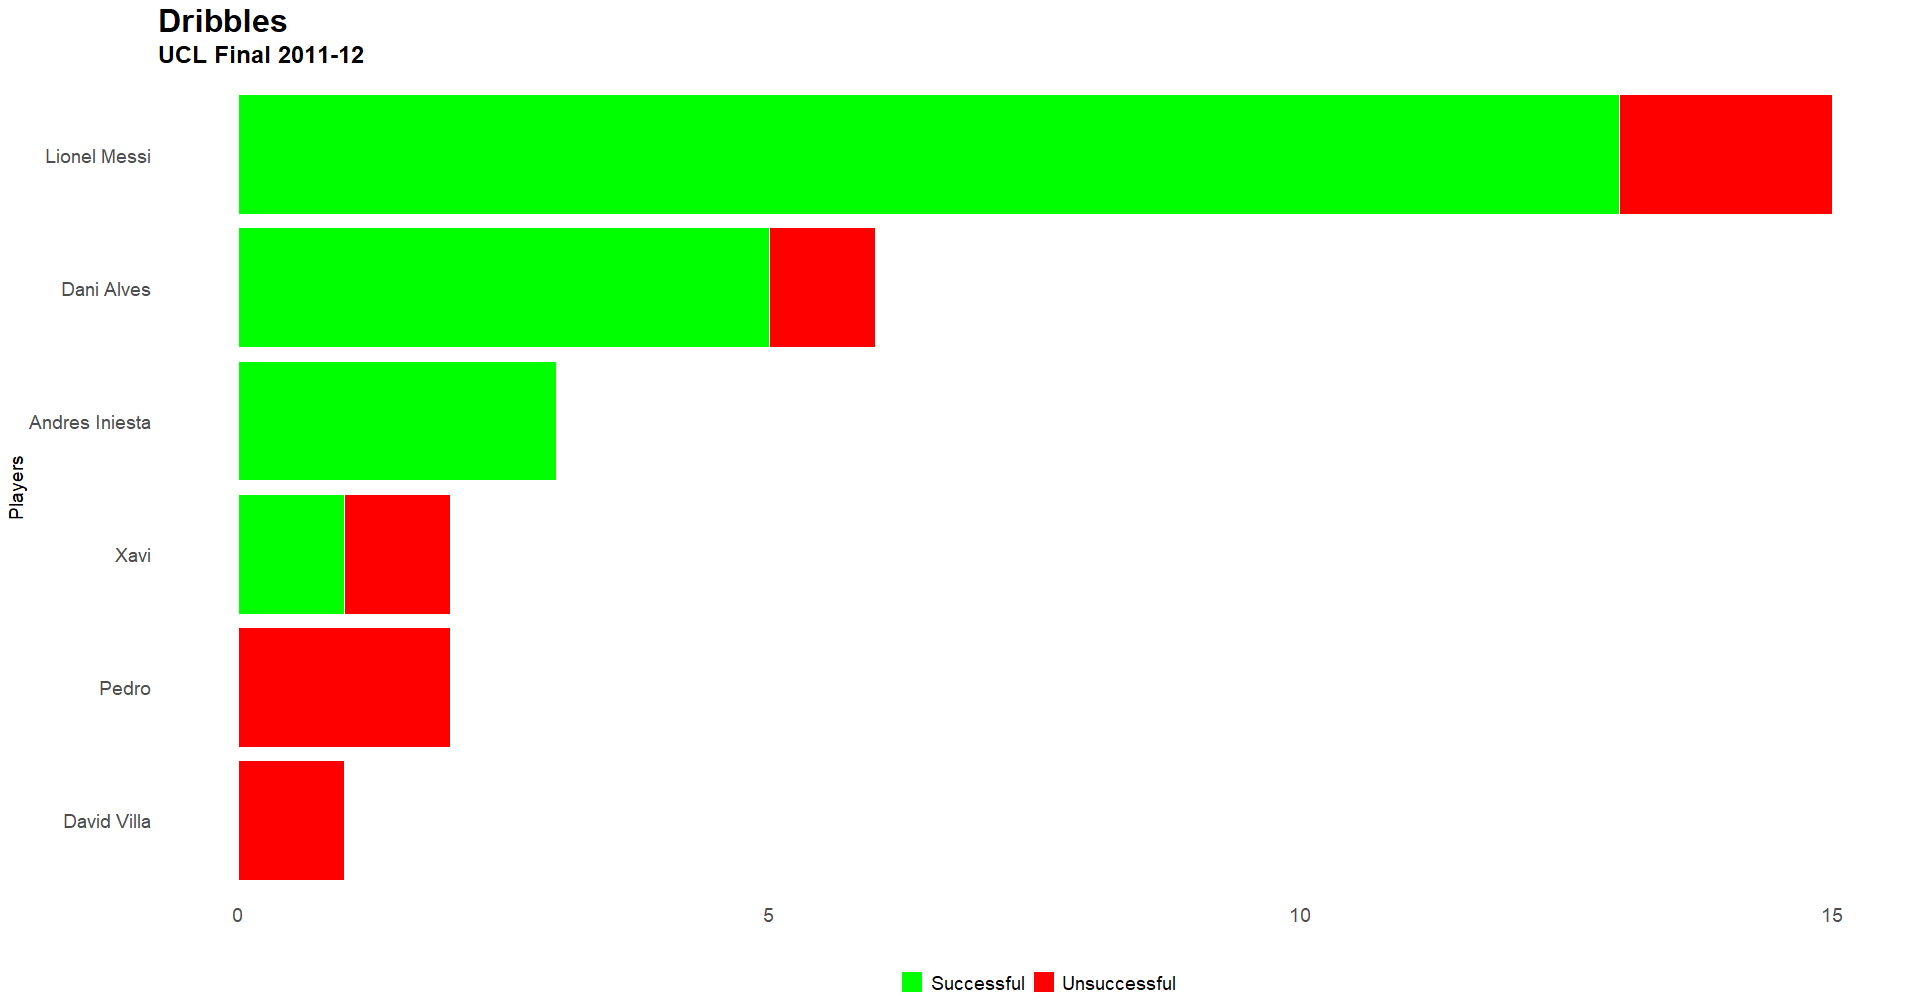 Dribbles
UCL Final 2011-12
Players
Lionel Messi
Dani Alves
Andres Iniesta
Xavi
Pedro
David Villa
0 5 10 15
Successful Unsuccessful